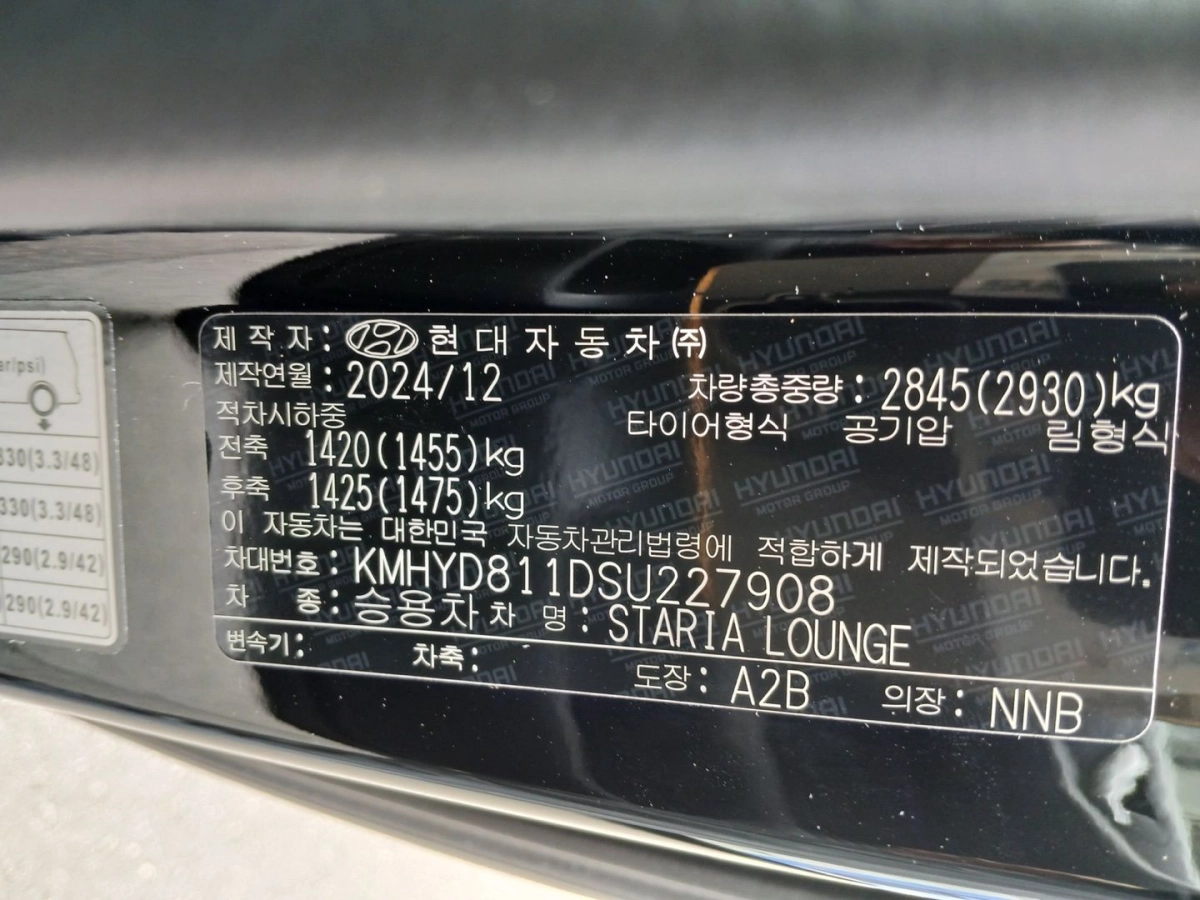 ar/psi)
330(3.3/48)
330(3.3/48)
290(2.9/42)
290(2.9/42)
제 작 자 : 현 대 자 동 차 ㈜
제작연월 : 2024/12 차량총중량 : 2845(2930)kg
적차시하중 타이어형식 공기압 림형식
전축 1420(1455)kg
후축 1425(1475)kg
이 자동차는 대한민국 자동차관리법령에 적합하게 제작되었습니다.
차대번호 : KMHYD811DSU227908
차 종 : 승용차 차 명 : STARIA LOUNGE
변속기 : 차축 : 도장 : A2B 의장 : NNB
HYUNDAI
MOTOR GROUP